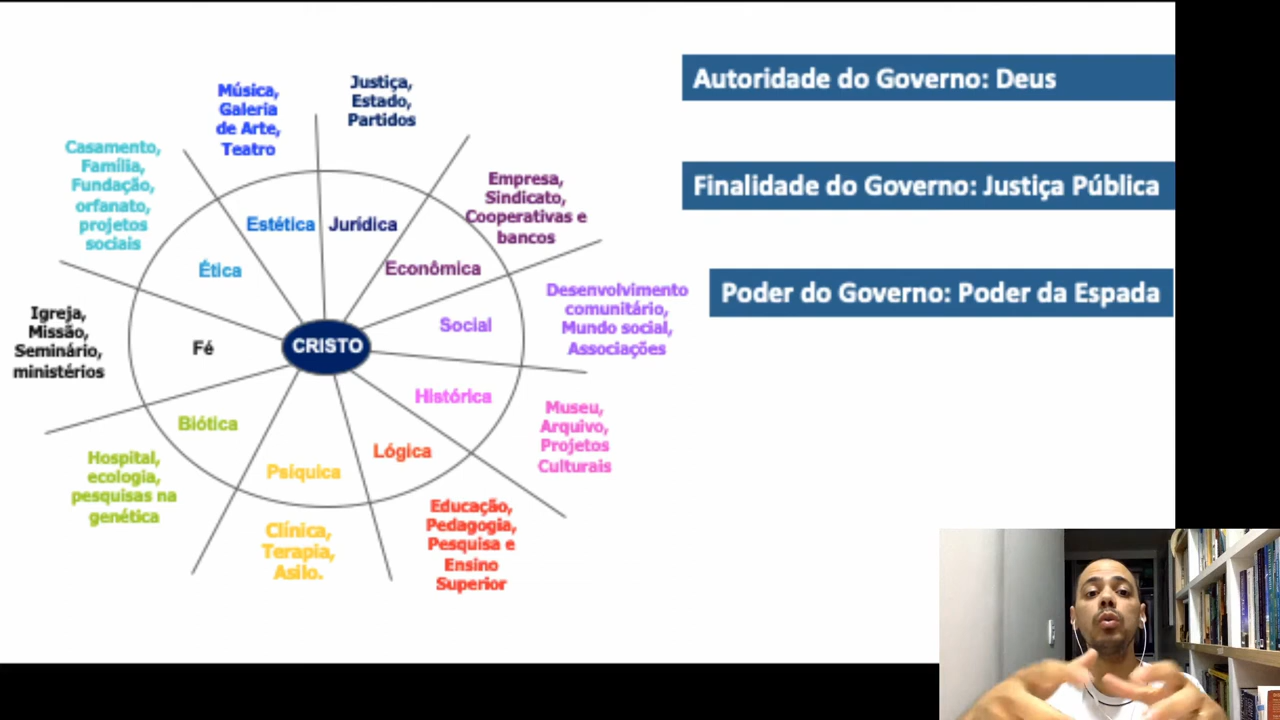 Autoridade do Governo: Deus
Finalidade do Governo: Justiça Pública
Poder do Governo: Poder da Espada
Música,
Galeria
de Arte,
Teatro
Justiça,
Estado,
Partidos
Empresa,
Sindicato,
Cooperativas e
bancos
Desenvolvimento
comunitário,
Mundo social,
Associações
Museu,
Arquivo,
Projetos
Culturais
Educação,
Pedagogia,
Pesquisa e
Ensino
Superior
Clínica,
Terapia,
Asilo.
Hospital,
ecologia,
pesquisas na
genética
Igreja,
Missão,
Seminário,
ministérios
Casamento,
Família,
Fundação,
orfanato,
projetos
sociais
Estética
Jurídica
Econômica
Social
Histórica
Lógica
Psiquica
Biótica
Fé
Ética
CRISTO